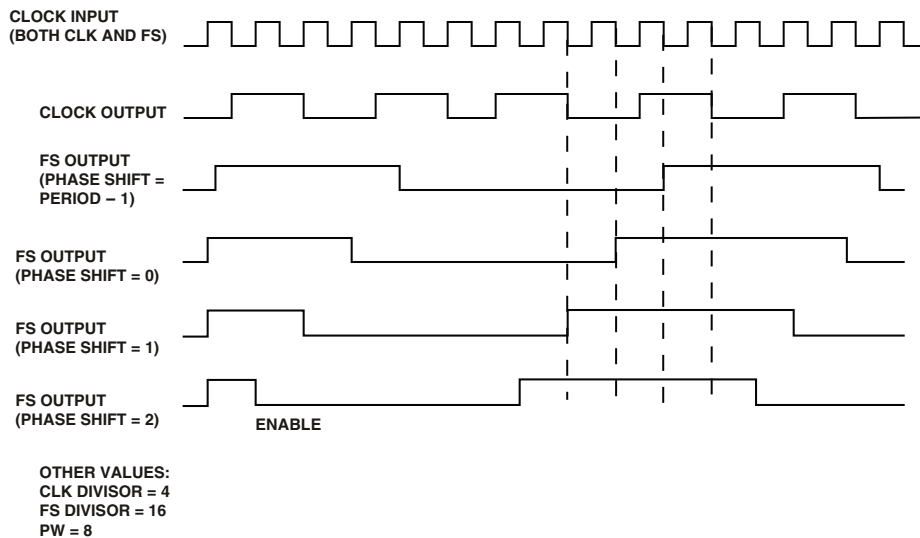 CLOCK INPUT
(BOTH CLK AND FS)
CLOCK OUTPUT
FS OUTPUT
(PHASE SHIFT =
PERIOD – 1)
FS OUTPUT
(PHASE SHIFT = 0)
FS OUTPUT
(PHASE SHIFT = 1)
FS OUTPUT
(PHASE SHIFT = 2)
ENABLE
OTHER VALUES:
CLK DIVISOR = 4
FS DIVISOR = 16
PW = 8